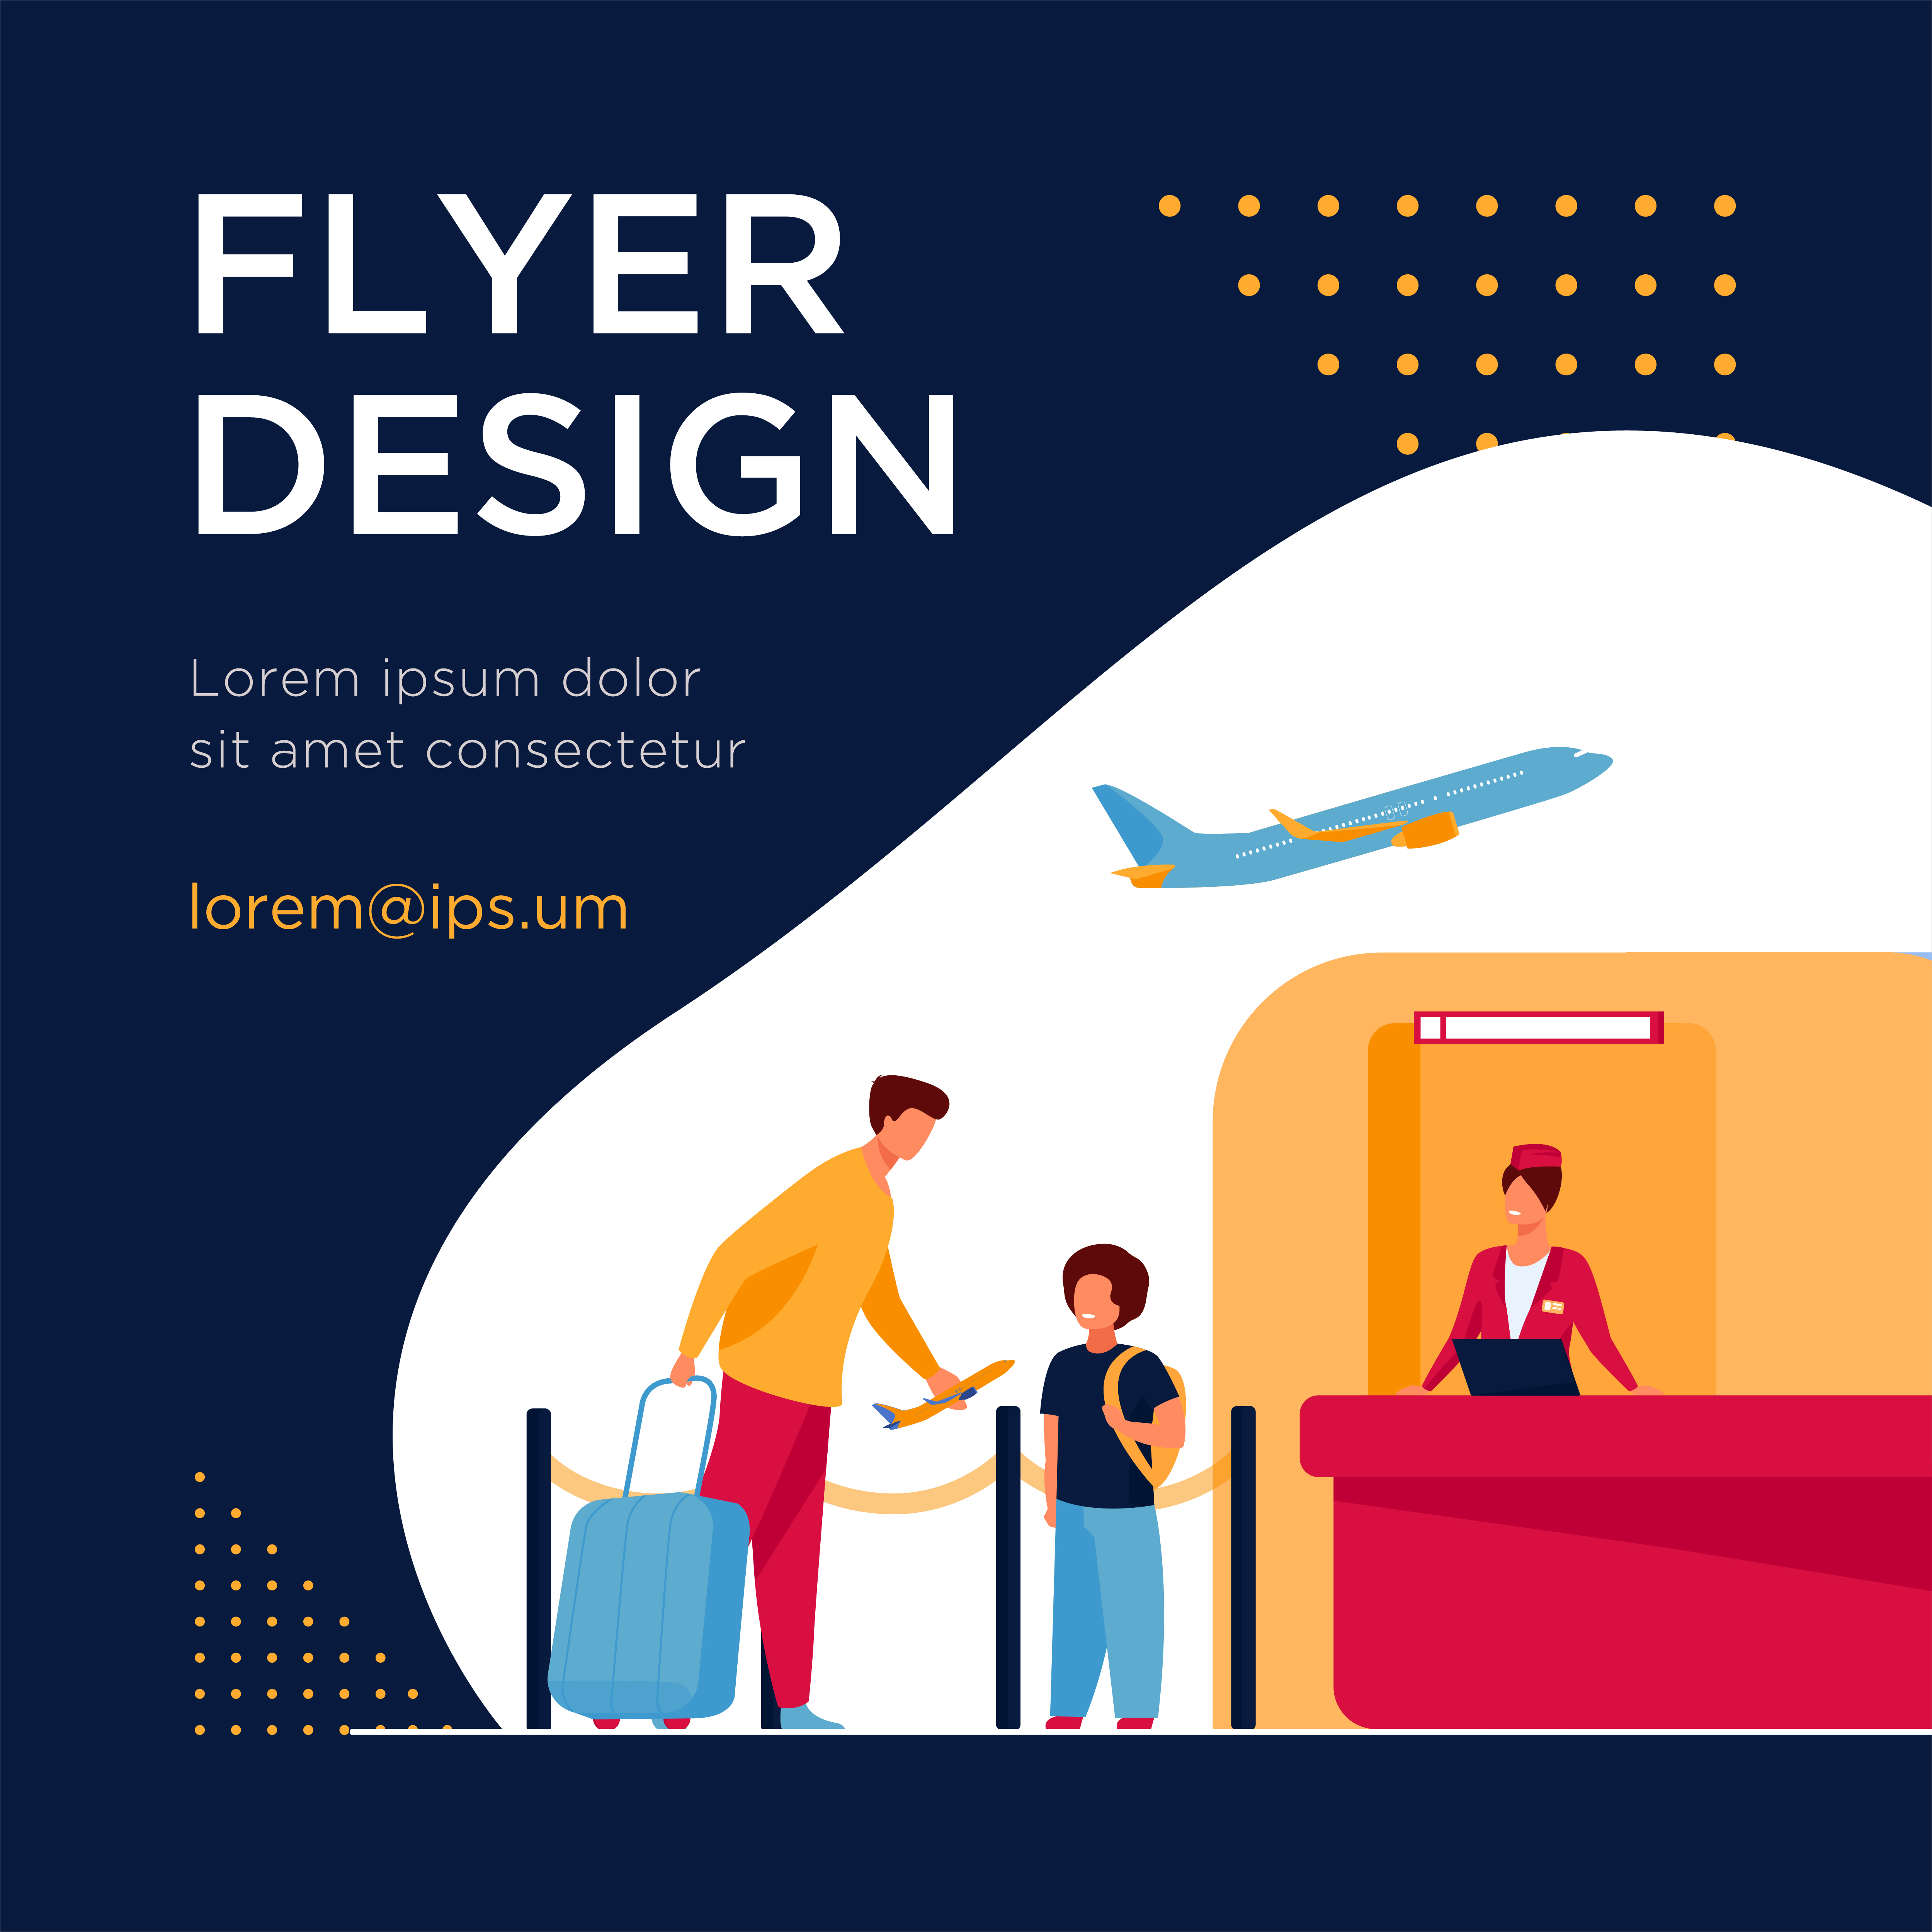 FLYER
DESIGN
Lorem ipsum dolor
sit amet consectetur
lorem@ips.um